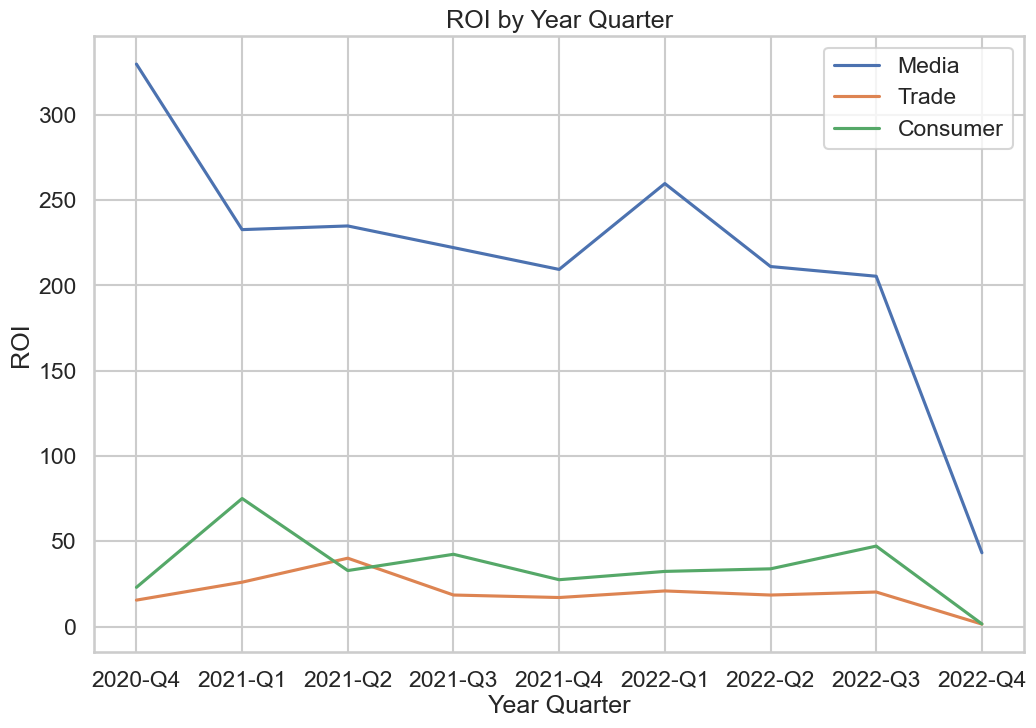 ROI by Year Quarter
Media
Trade
Consumer
300
250
200
150
100
50
0
ROI
2020-Q4 2021-Q1 2021-Q2 2021-Q3 2021-Q4 2022-Q1 2022-Q2 2022-Q3 2022-Q4
Year Quarter